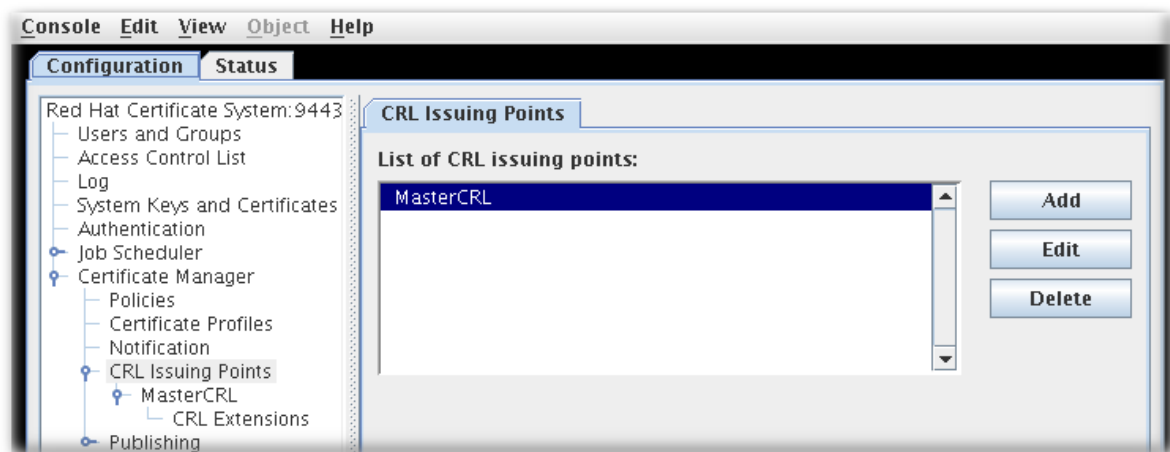 Console Edit View Object Help
Configuration Status
Red Hat Certificate System:9443
Users and Groups
Access Control List
Log
System Keys and Certificates
Authentication
Job Scheduler
Certificate Manager
Policies
Certificate Profiles
Notification
CRL Issuing Points
MasterCRL
CRL Extensions
Publishing
CRL Issuing Points
List of CRL issuing points:
MasterCRL
Add
Edit
Delete